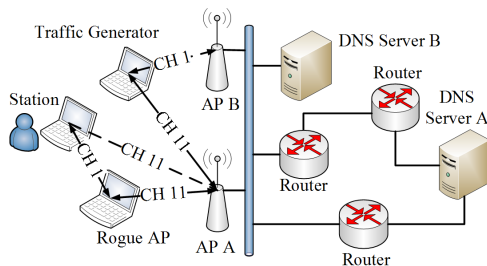 Traffic Generator
CH 1·
AP B
DNS Server B
Router
DNS
Server A
Station
CH 11
CH 11
CH 1
CH 11
Router
Rogue AP
AP A
Router